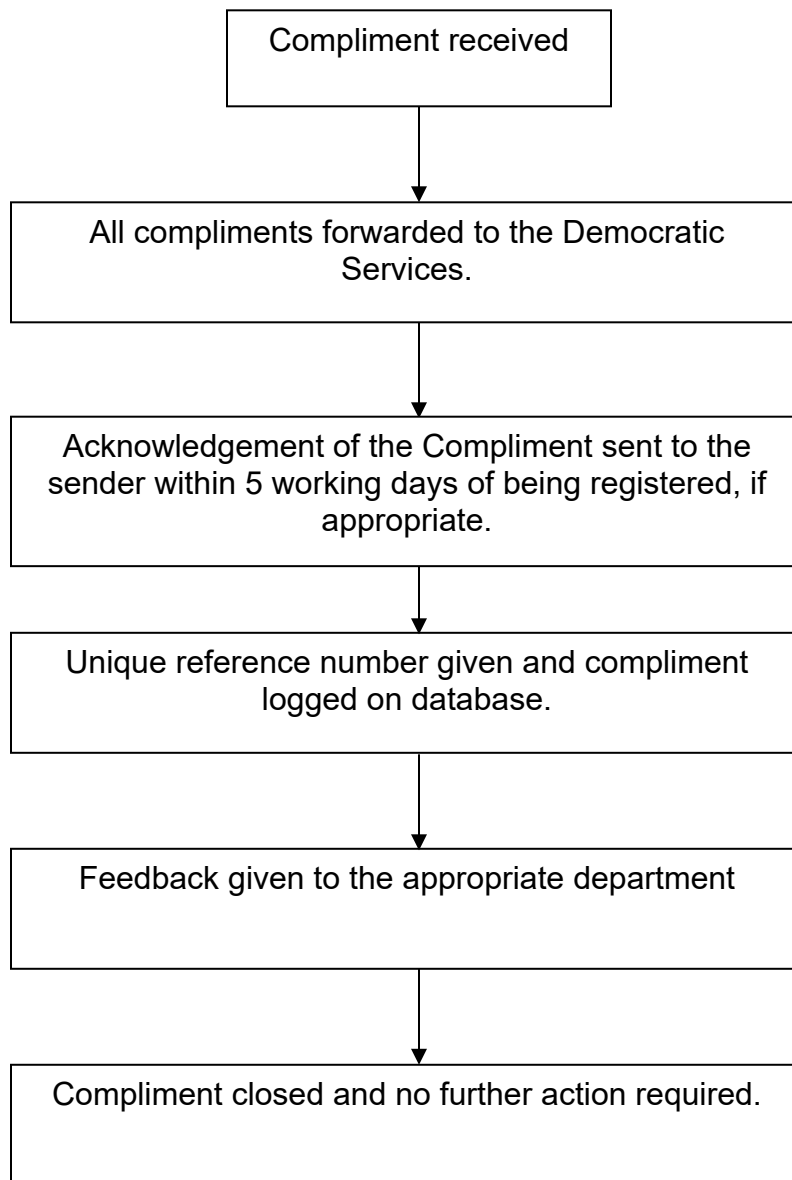 Compliment received
All compliments forwarded to the Democratic
Services.
Acknowledgement of the Compliment sent to the
sender within 5 working days of being registered, if
appropriate.
Unique reference number given and compliment
logged on database.
Feedback given to the appropriate department
Compliment closed and no further action required.